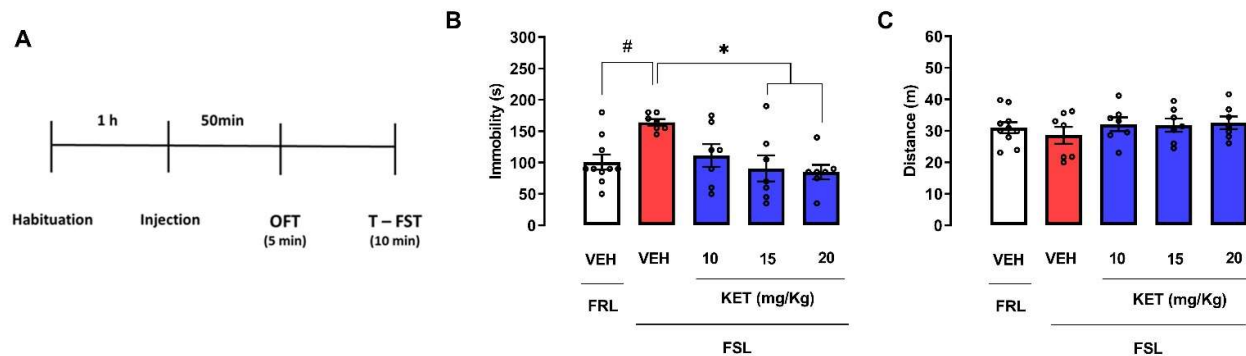 A
1 h
50min
Habituation
Injection
OFT
(5 min)
T – FST
(10 min)
B
Immobility (s)
300
250
200
150
100
50
0
#
*
VEH VEH 10 15 20
FRL
KET (mg/Kg)
FSL
C
Distance (m)
60
50
40
30
20
10
0
VEH VEH 10 15 20
FRL
KET (mg/Kg)
FSL